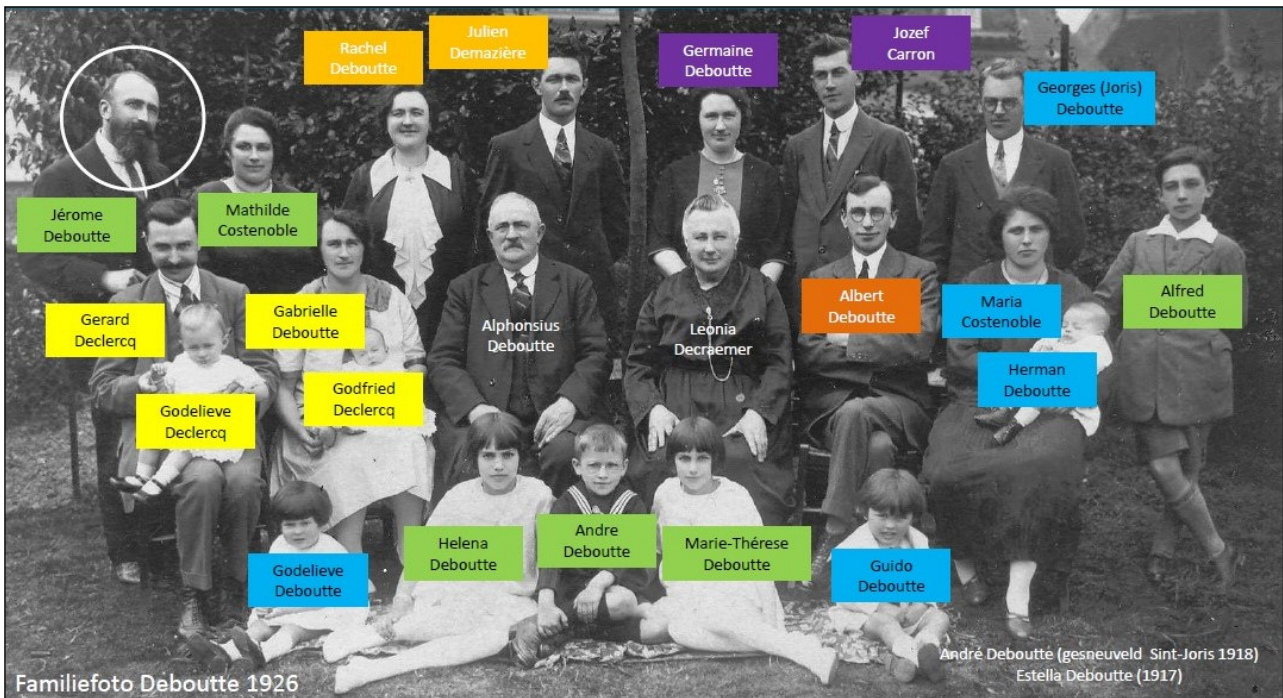 Rachel
Deboutte
Julien
Demazière
Germaine
Deboutte
Jozef
Carron
Georges (Joris)
Deboutte
Jérome
Deboutte
Mathilde
Costenoble
Gerard
Declercq
Gabrielle
Deboutte
Alphonsius
Deboutte
Leonia
Decraemer
Albert
Deboutte
Maria
Costenoble
Alfred
Deboutte
Godelieve
Declercq
Godfried
Declercq
Herman
Deboutte
Godelieve
Deboutte
Helena
Deboutte
Andre
Deboutte
Marie-Thérese
Deboutte
Guido
Deboutte
André Deboutte (gesneuveld Sint-Joris 1918)
Estella Deboutte (1917)
Familiefoto Deboutte 1926